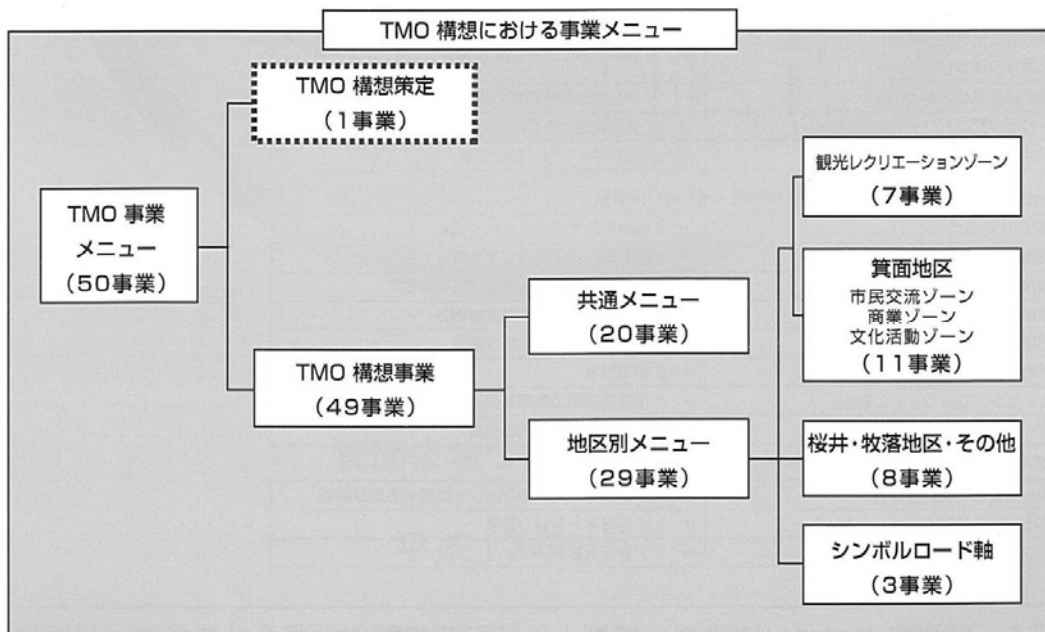 TMO 構想における事業メニュー
TMO 構想策定
（1事業）
TMO 事業
メニュー
（50事業）
TMO 構想事業
（49事業）
共通メニュー
（20事業）
地区別メニュー
（29事業）
観光レクリエーションゾーン
（7事業）
箕面地区
市民交流ゾーン
商業ゾーン
文化活動ゾーン
（11事業）
桜井・牧落地区・その他
（8事業）
シンボルロード軸
（3事業）